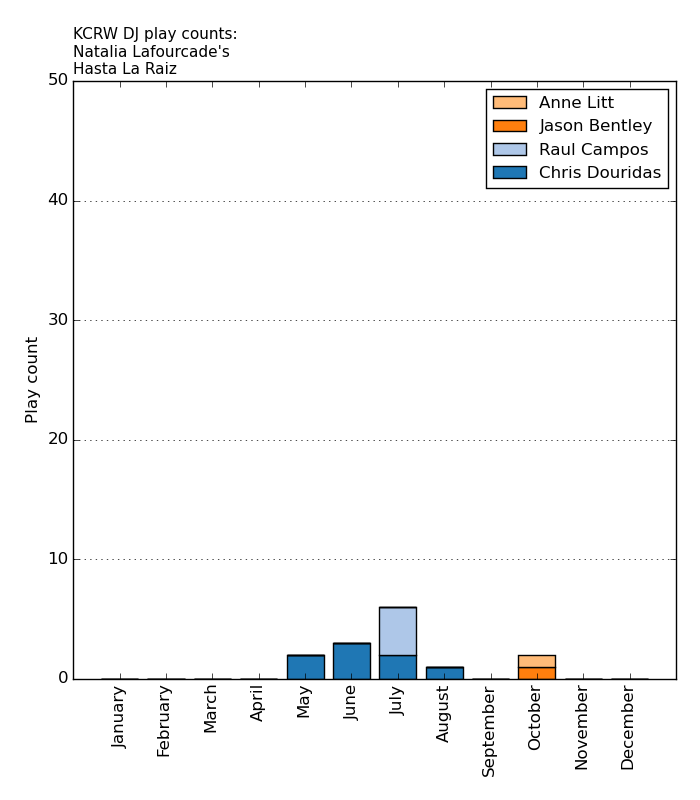 KCRW DJ play counts:
Natalia Lafourcade's
Hasta La Raiz
50
40
30
20
10
0
Play count
Anne Litt
Jason Bentley
Raul Campos
Chris Douridas
January
February
March
April
May
June
July
August
September
October
November
December